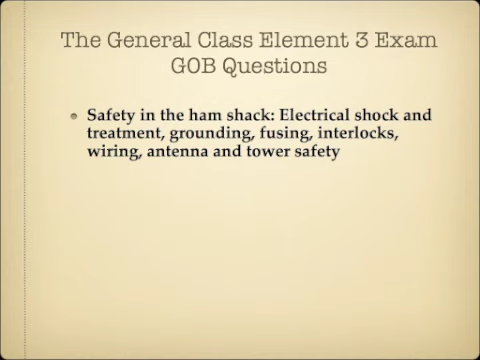 The General Class Element 3 Exam
G0B Questions
Safety in the ham shack: Electrical shock and
treatment, grounding, fusing, interlocks,
wiring, antenna and tower safety